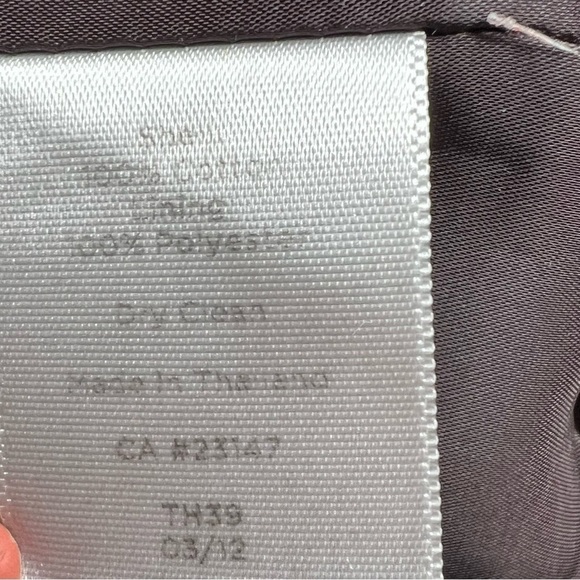 Shell
100% Cotton
Lining
100% Polyester
Dry Clean
Made In Thailand
CA #23147
TH39
03/12